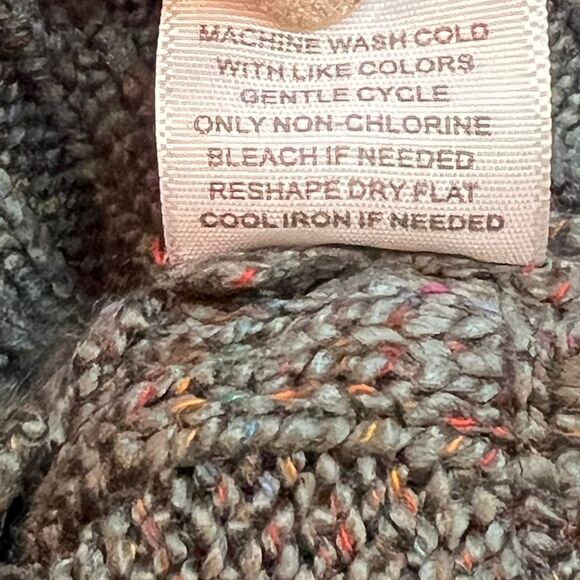 MACHINE WASH COLD
WITH LIKE COLORS
GENTLE CYCLE
ONLY NON-CHLORINE
BLEACH IF NEEDED
RESHAPE DRY FLAT
COOL IRON IF NEEDED